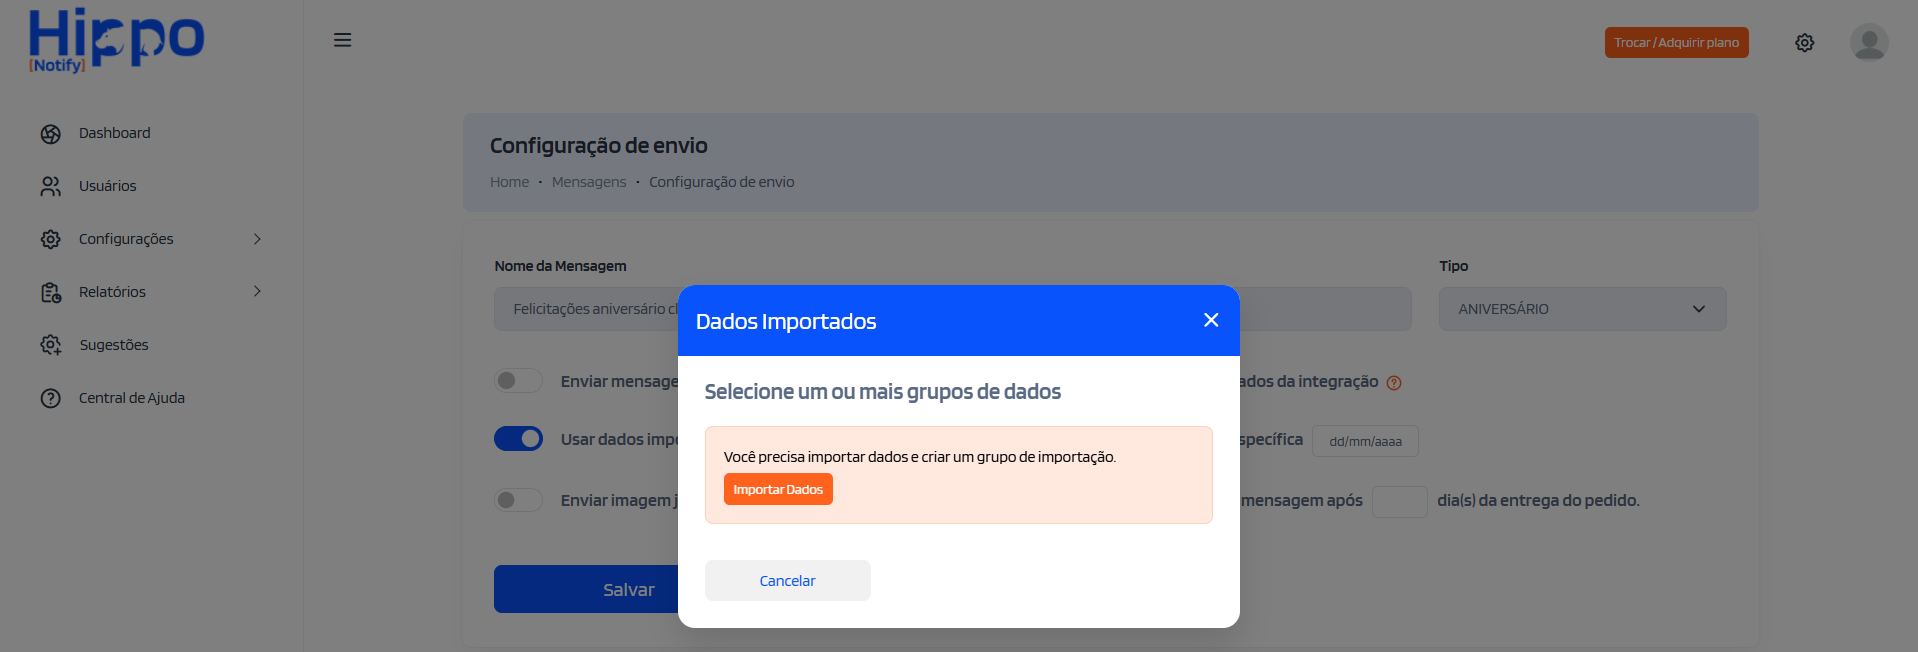 Hippo
[Notify]
Trocar / Adquirir plano
Dashboard
Usuários
Configurações
Relatórios
Sugestões
Central de Ajuda
Configuração de envio
Home • Mensagens • Configuração de envio
Nome da Mensagem
Tipo
Felicitações aniversário cl
ANIVERSÁRIO
Dados Importados
Selecione um ou mais grupos de dados
Você precisa importar dados e criar um grupo de importação.
Importar Dados
Cancelar
Enviar mensage
ados da integração
Usar dados impo
specífica
dd/mm/aaaa
Enviar imagem j
mensagem após
dia(s) da entrega do pedido.
Salvar